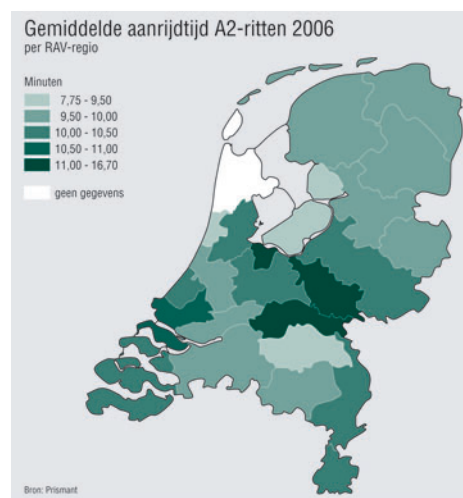 Gemiddelde aanrijdtijd A2-ritten 2006
per RAV-regio
Minuten
7,75 - 9,50
9,50 - 10,00
10,00 - 10,50
10,50 - 11,00
11,00 - 16,70
geen gegevens
Bron: Prismant